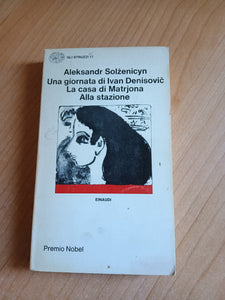 GLI STRUZZI 11
Aleksandr Solženicyn
Una giornata di Ivan Denisovič
La casa di Matrjona
Alla stazione
EINAUDI
Premio Nobel